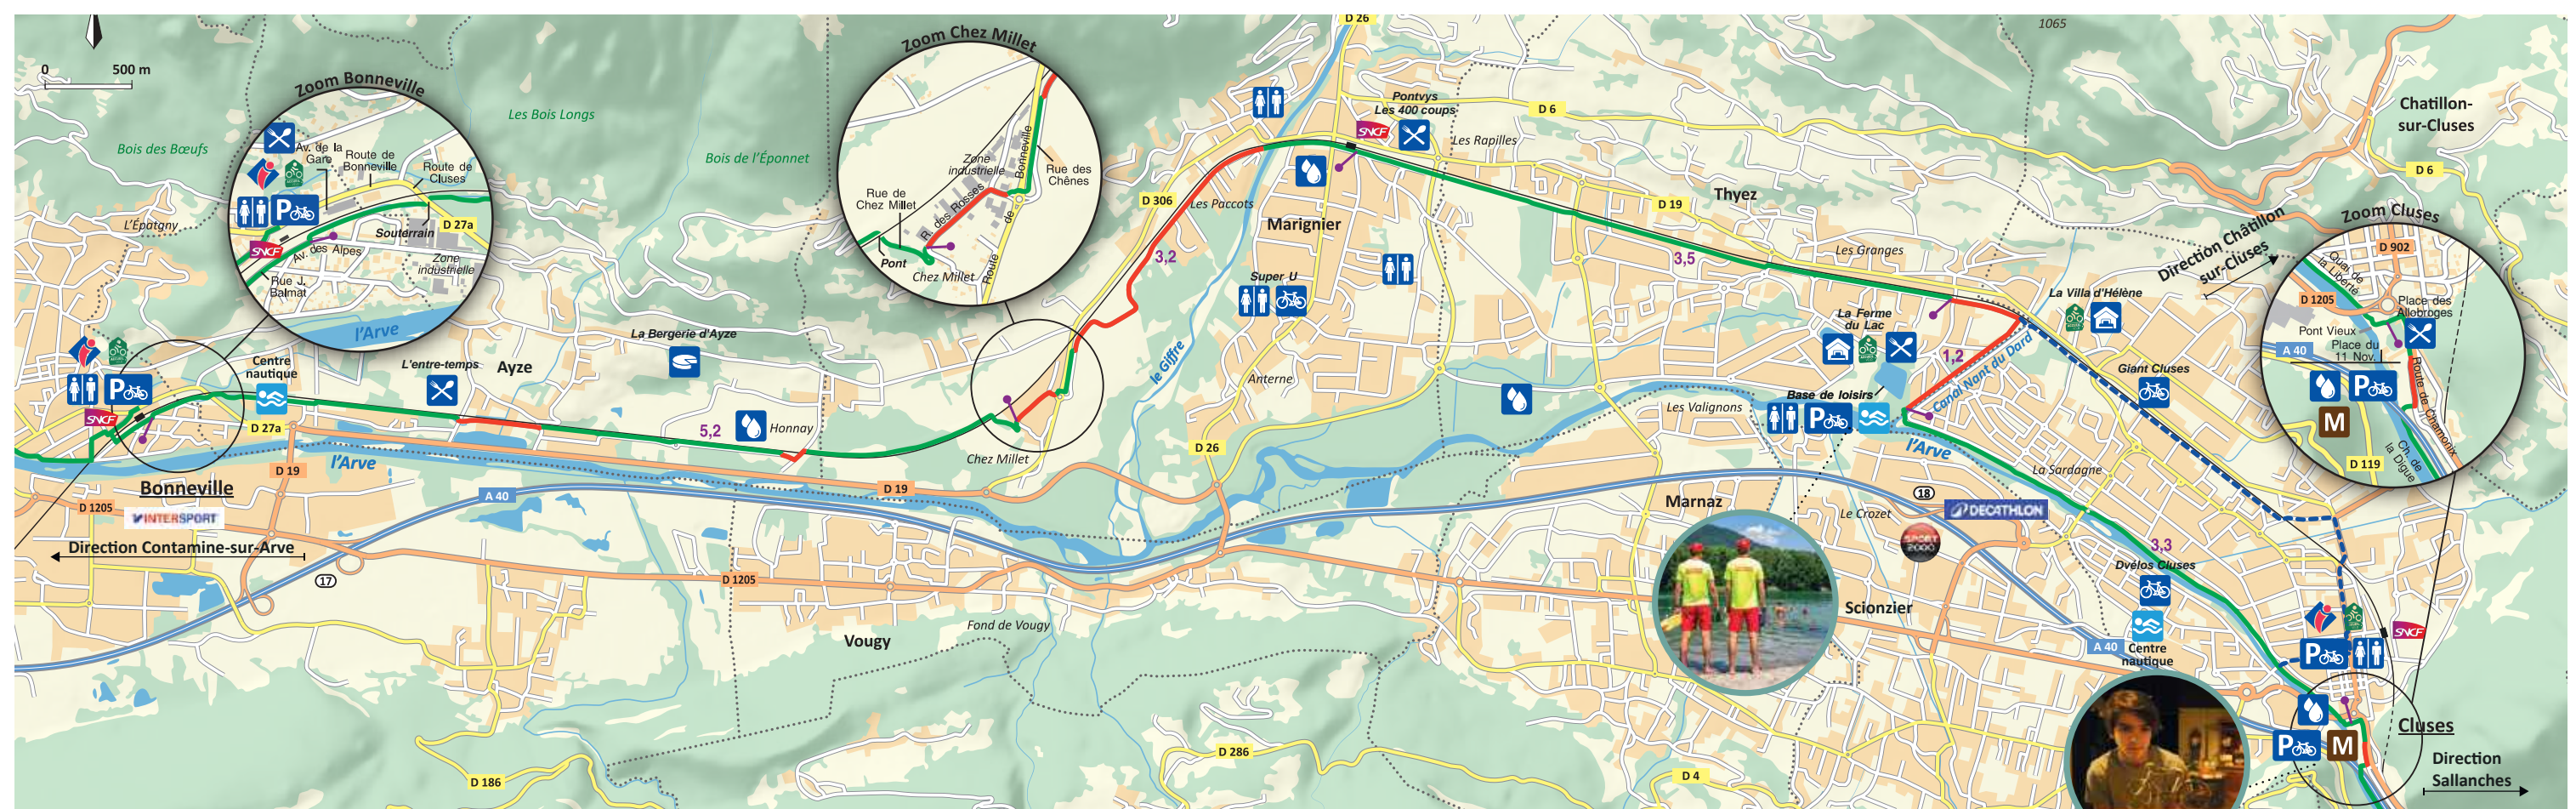 0
500 m
Zoom Bonneville
Av. de la
Gare
Route de
Bonneville
Route de
Cluses
D 27a
Souterrain
SNCF
Av. des Alpes
Zone
industrielle
Rue J.
Balmat
l'Arve
Bois des Bœufs
L'Épatgny
Les Bois Longs
Bois de l'Éponnet
Zoom Chez Millet
Zone
industrielle
Rue de
Chez Millet
R. des Rosses
Route de Bonneville
Rue des
Chênes
Pont
Chez Millet
D 26
Pontvys
Les 400 coups
SNCF
D 6
Les Rapilles
1065
Chatillon-
sur-Cluses
D 6
D 306
Les Paccots
3,2
Marignier
Super U
le Giffre
Anterne
D 26
Thyez
D 19
3,5
Les Granges
La Ferme
du Lac
La Villa d'Hélène
Direction Châtillon
sur-Cluses
1,2
Canal Nant du Dard
Giant Cluses
Base de loisirs
Les Valignons
l'Arve
La Sardagne
Zoom Cluses
D 902
Quai de
la Liberté
D 1205
Place des
Allobroges
Pont Vieux
A 40
Place du
11 Nov.
P
M
Route de Chamonix
Ch. de
la Digue
D 119
P
SNCF
Centre
nautique
D 27a
L'entre-temps
Ayze
La Bergerie d'Ayze
5,2
Honnay
Chez Millet
l'Arve
D 19
A 40
D 19
Bonneville
D 1205
INTERSPORT
Direction Contamine-sur-Arve
17
D 1205
Vougy
Fond de Vougy
D 186
D 286
D 4
Marnaz
Le Crozet
18
DECATHLON
SPORT
2000
Scionzier
3,3
Dvélos Cluses
A 40
Centre
nautique
SNCF
P
P
M
Cluses
Direction
Sallanches